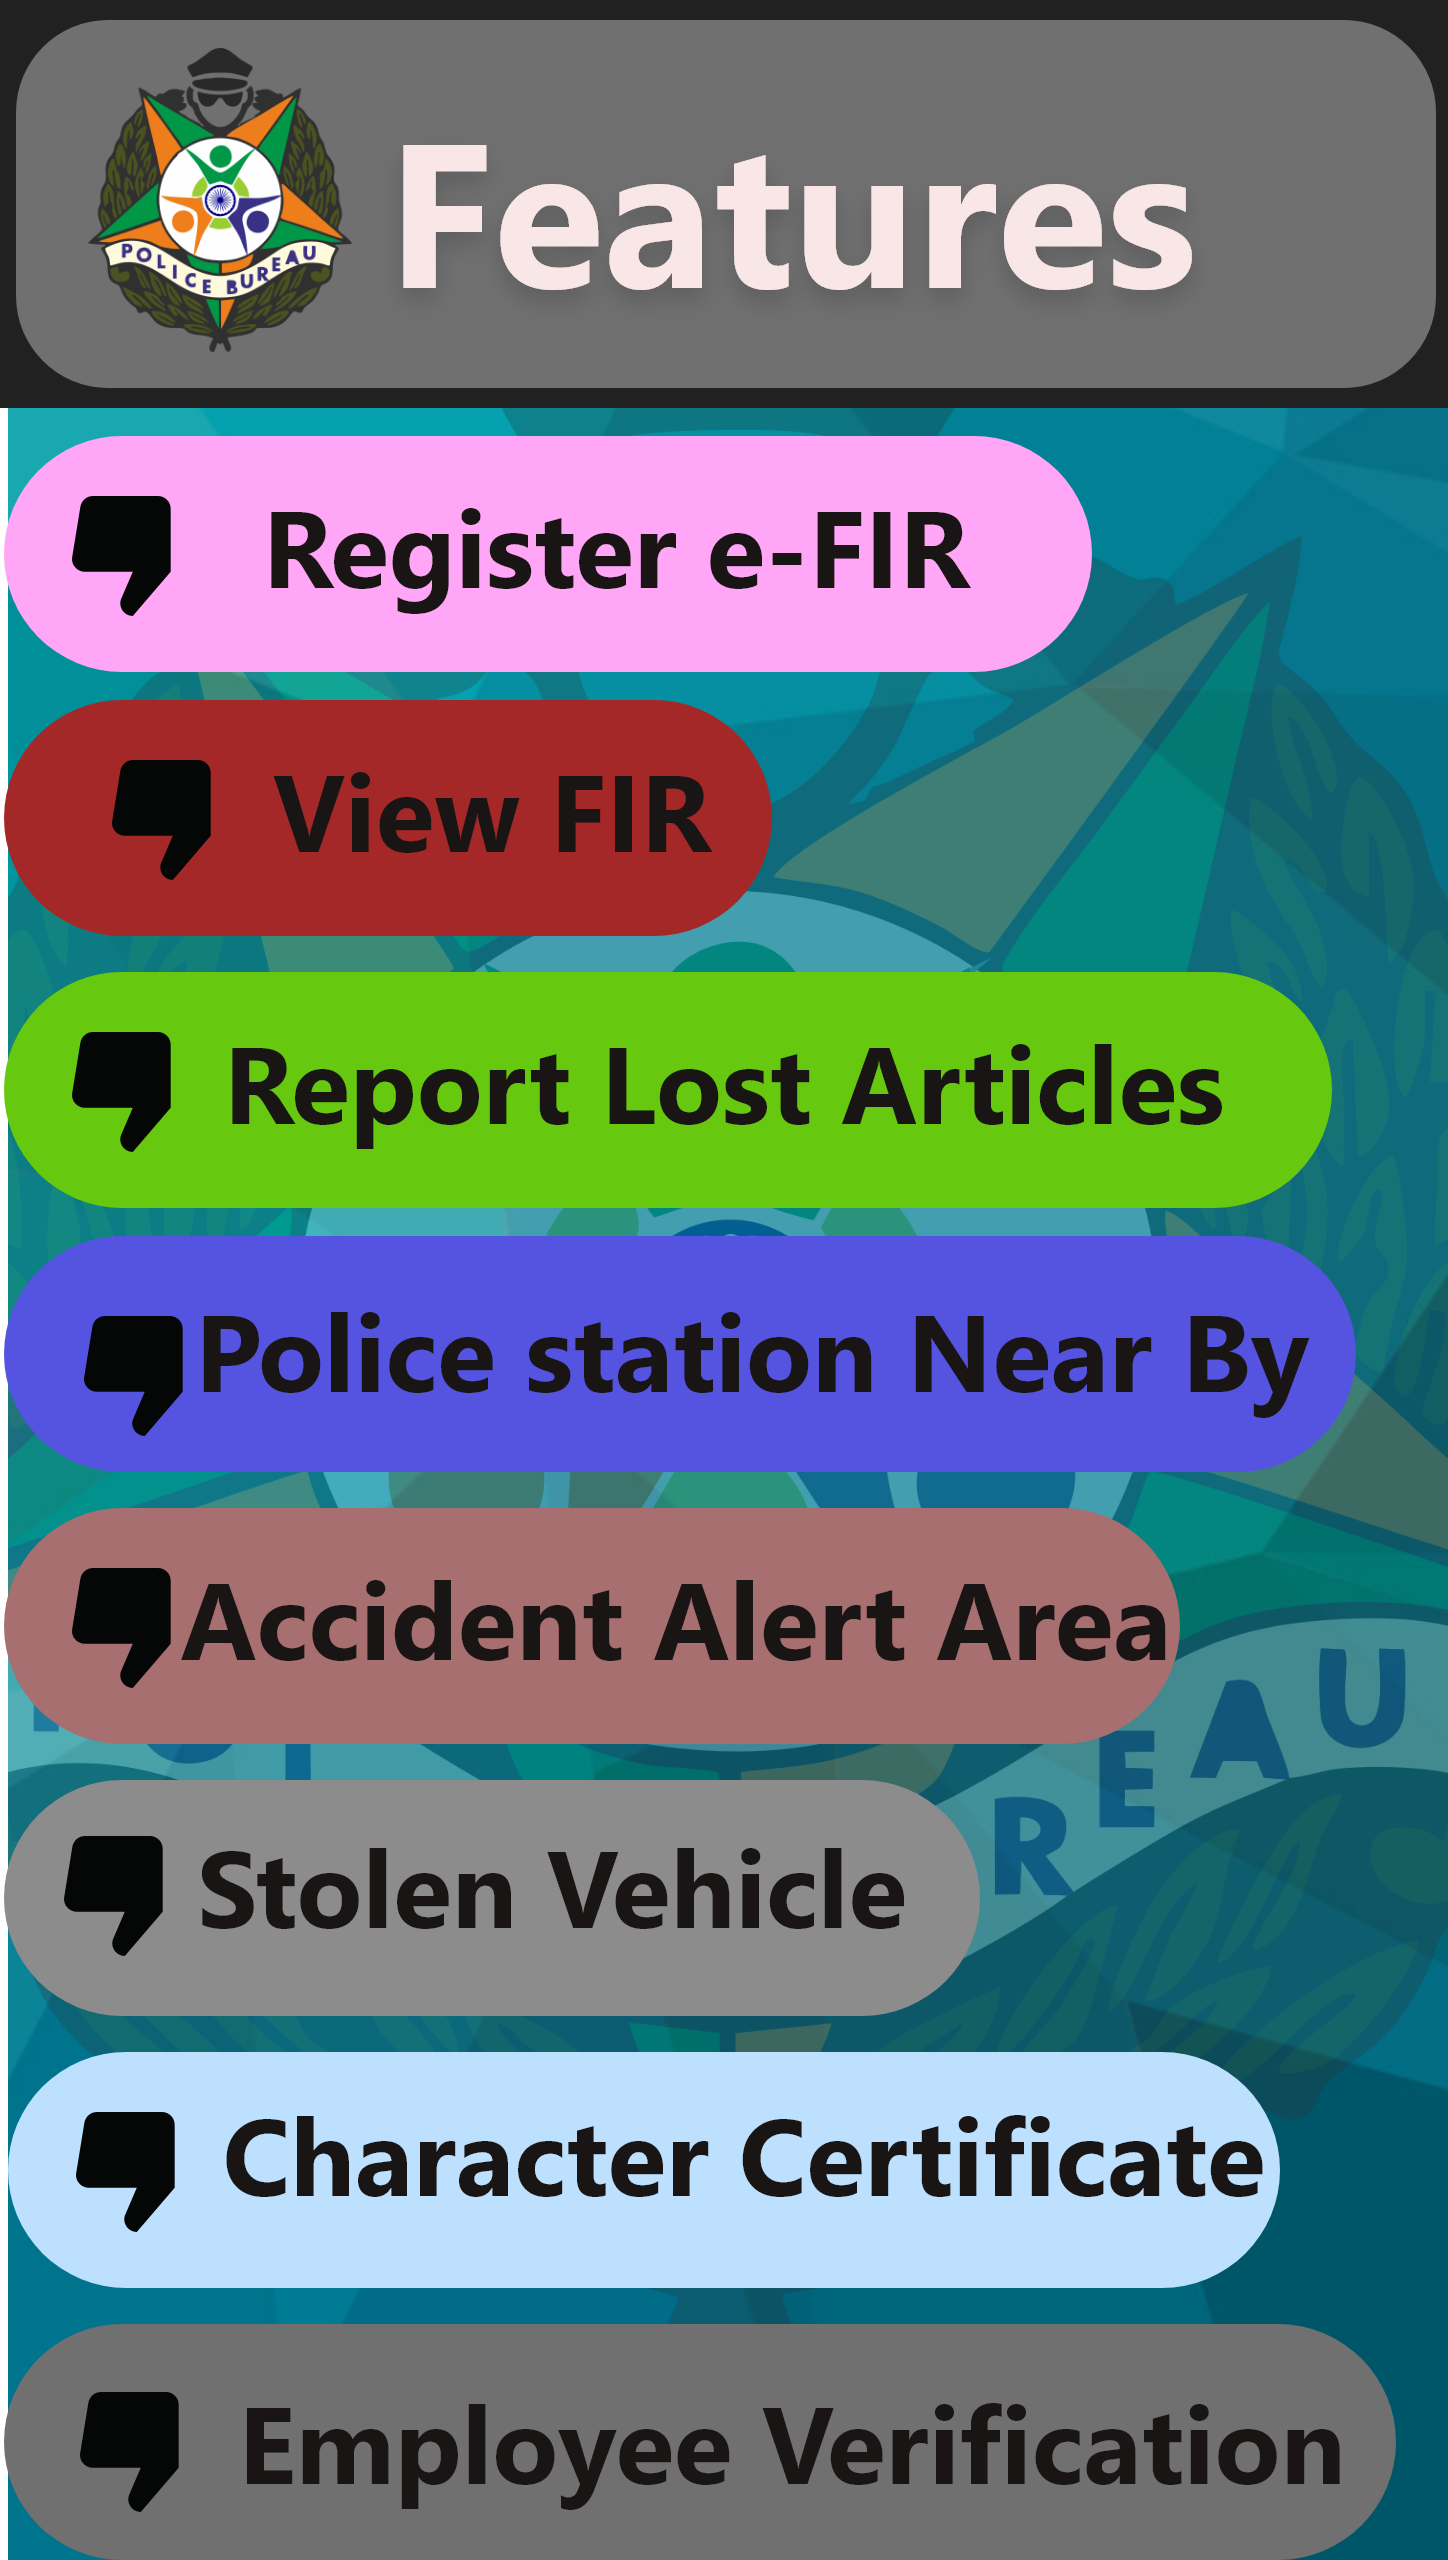 POLICE BUREAU
Features
Register e-FIR
View FIR
Report Lost Articles
Police station Near By
Accident Alert Area
Stolen Vehicle
REAU
Character Certificate
Employee Verification